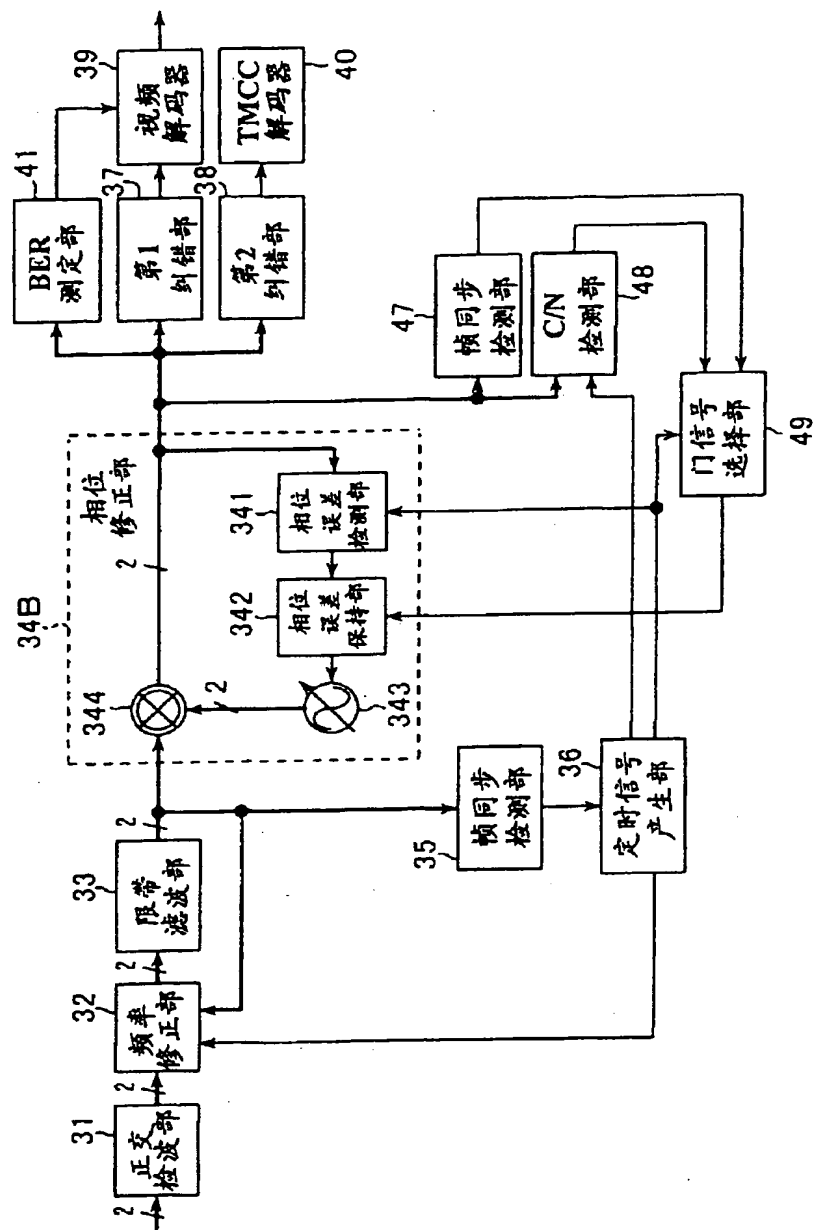 2
31
正交
检波部
2
32
频率
修正部
2
33
限带
滤波部
2
34B
相位
修正部
344
2
2
343
342
相位
误差
保持部
341
相位
误差
检测部
35
帧同步
检测部
36
定时信号
产生部
41
BER
测定部
37
第1
纠错部
38
第2
纠错部
39
视频
解码器
40
TMCC
解码器
47
帧同步
检测部
48
C/N
检测部
49
门信号
选择部